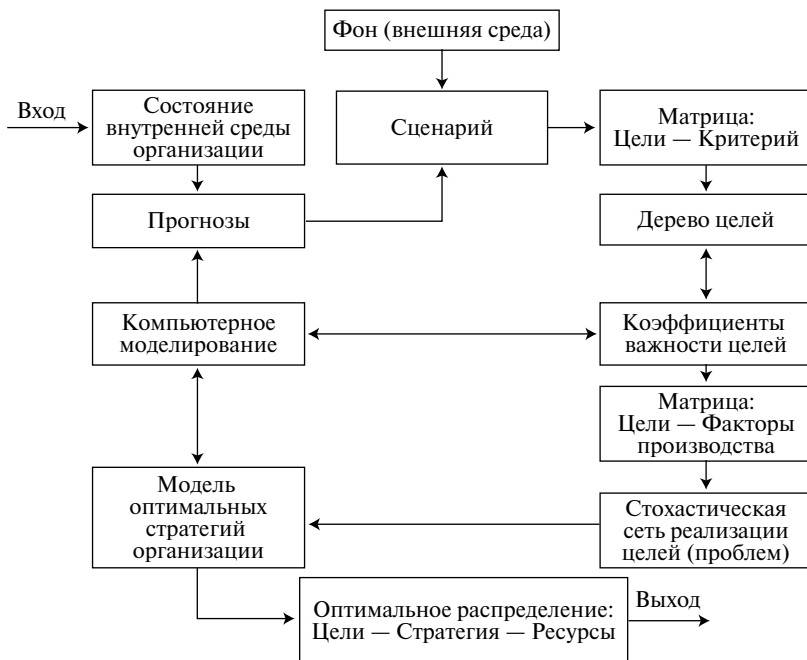 Фон (внешняя среда)
Вход
Состояние
внутренней среды
организации
Сценарий
Матрица:
Цели — Критерий
Прогнозы
Дерево целей
Компьютерное
моделирование
Коэффициенты
важности целей
Матрица:
Цели — Факторы
производства
Модель
оптимальных
стратегий
организации
Стохастическая
сеть реализации
целей (проблем)
Оптимальное распределение:
Цели — Стратегия — Ресурсы
Выход